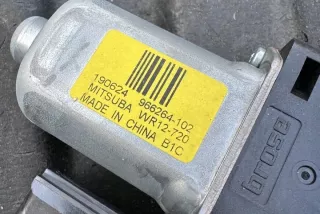 190624 966264-102
MITSUBA WR12-720
MADE IN CHINA B1C
brose